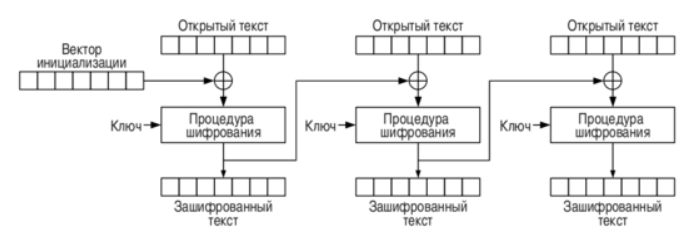 Открытый текст
Открытый текст
Открытый текст
Вектор
инициализации
Ключ
Процедура
шифрования
Ключ
Процедура
шифрования
Ключ
Процедура
шифрования
Зашифрованный
текст
Зашифрованный
текст
Зашифрованный
текст